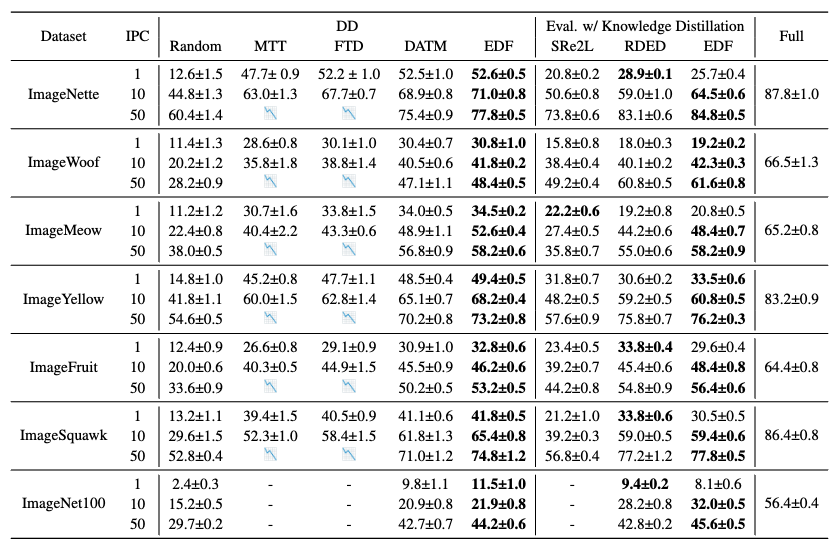 Dataset IPC DD Eval. w/ Knowledge Distillation Full
Random MTT FTD DATM EDF SRe2L RDED EDF
ImageNette 87.8±1.0
1 12.6±1.5 47.7± 0.9 52.2 ± 1.0 52.5±1.0 52.6±0.5 20.8±0.2 28.9±0.1 25.7±0.4
10 44.8±1.3 63.0±1.3 67.7±0.7 68.9±0.8 71.0±0.8 50.6±0.8 59.0±1.0 64.5±0.6
50 60.4±1.4 75.4±0.9 77.8±0.5 73.8±0.6 83.1±0.6 84.8±0.5
ImageWoof 66.5±1.3
1 11.4±1.3 28.6±0.8 30.1±1.0 30.4±0.7 30.8±1.0 15.8±0.8 18.0±0.3 19.2±0.2
10 20.2±1.2 35.8±1.8 38.8±1.4 40.5±0.6 41.8±0.2 38.4±0.4 40.1±0.2 42.3±0.3
50 28.2±0.9 47.1±1.1 48.4±0.5 49.2±0.4 60.8±0.5 61.6±0.8
ImageMeow 65.2±0.8
1 11.2±1.2 30.7±1.6 33.8±1.5 34.0±0.5 34.5±0.2 22.2±0.6 19.2±0.8 20.8±0.5
10 22.4±0.8 40.4±2.2 43.3±0.6 48.9±1.1 52.6±0.4 27.4±0.5 44.2±0.6 48.4±0.7
50 38.0±0.5 56.8±0.9 58.2±0.6 35.8±0.7 55.0±0.6 58.2±0.9
ImageYellow 83.2±0.9
1 14.8±1.0 45.2±0.8 47.7±1.1 48.5±0.4 49.4±0.5 31.8±0.7 30.6±0.2 33.5±0.6
10 41.8±1.1 60.0±1.5 62.8±1.4 65.1±0.7 68.2±0.4 48.2±0.5 59.2±0.5 60.8±0.5
50 54.6±0.5 70.2±0.8 73.2±0.8 57.6±0.9 75.8±0.7 76.2±0.3
ImageFruit 64.4±0.8
1 12.4±0.9 26.6±0.8 29.1±0.9 30.9±1.0 32.8±0.6 23.4±0.5 33.8±0.4 29.6±0.4
10 20.0±0.6 40.3±0.5 44.9±1.5 45.5±0.9 46.2±0.6 39.2±0.7 45.4±0.6 48.4±0.8
50 33.6±0.9 50.2±0.5 53.2±0.5 44.2±0.8 54.8±0.9 56.4±0.6
ImageSquawk 86.4±0.8
1 13.2±1.1 39.4±1.5 40.5±0.9 41.1±0.6 41.8±0.5 21.2±1.0 33.8±0.6 30.5±0.5
10 29.6±1.5 52.3±1.0 58.4±1.5 61.8±1.3 65.4±0.8 39.2±0.3 59.0±0.5 59.4±0.6
50 52.8±0.4 71.0±1.2 74.8±1.2 56.8±0.4 77.2±1.2 77.8±0.5
ImageNet100 56.4±0.4
1 2.4±0.3 - - 9.8±1.1 11.5±1.0 - 9.4±0.2 8.1±0.6
10 15.2±0.5 - - 20.9±0.8 21.9±0.8 - 28.2±0.8 32.0±0.5
50 29.7±0.2 - - 42.7±0.7 44.2±0.6 - 42.8±0.2 45.6±0.5